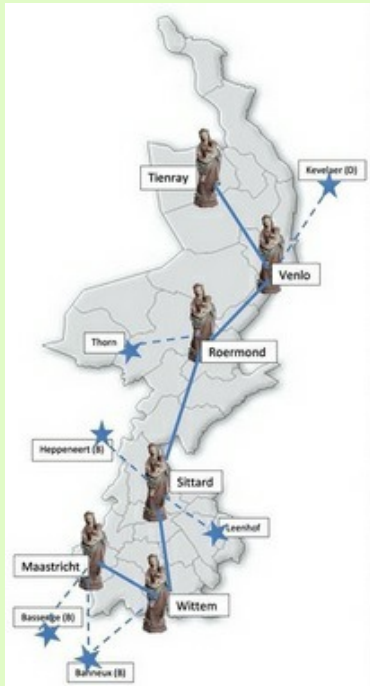 Kevelaer (D)
Tienray
Venlo
Thorn
Roermond
Heppeneert (B)
Sittard
Leenhof
Maastricht
Wittem
(B)
Banneux (B)